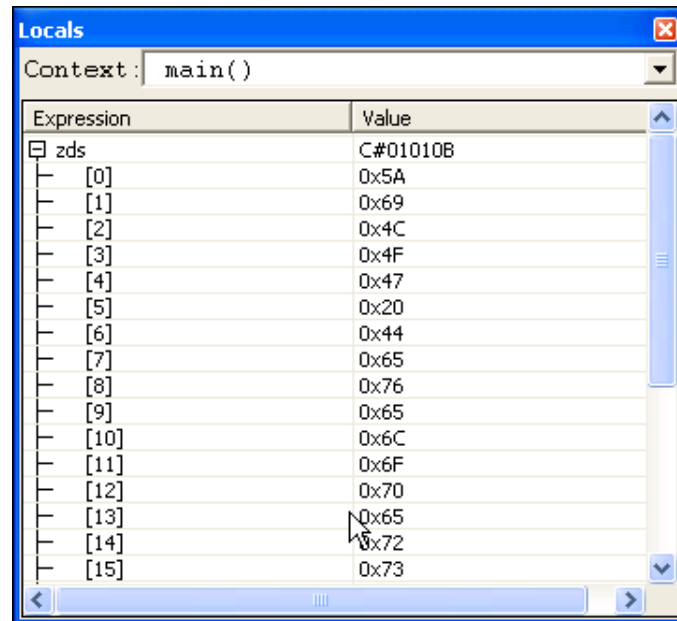 Locals
Context: main()
Expression Value
zds C#01010B
[0] 0x5A
[1] 0x69
[2] 0x4C
[3] 0x4F
[4] 0x47
[5] 0x20
[6] 0x44
[7] 0x65
[8] 0x76
[9] 0x65
[10] 0x6C
[11] 0x6F
[12] 0x70
[13] 0x65
[14] 0x72
[15] 0x73